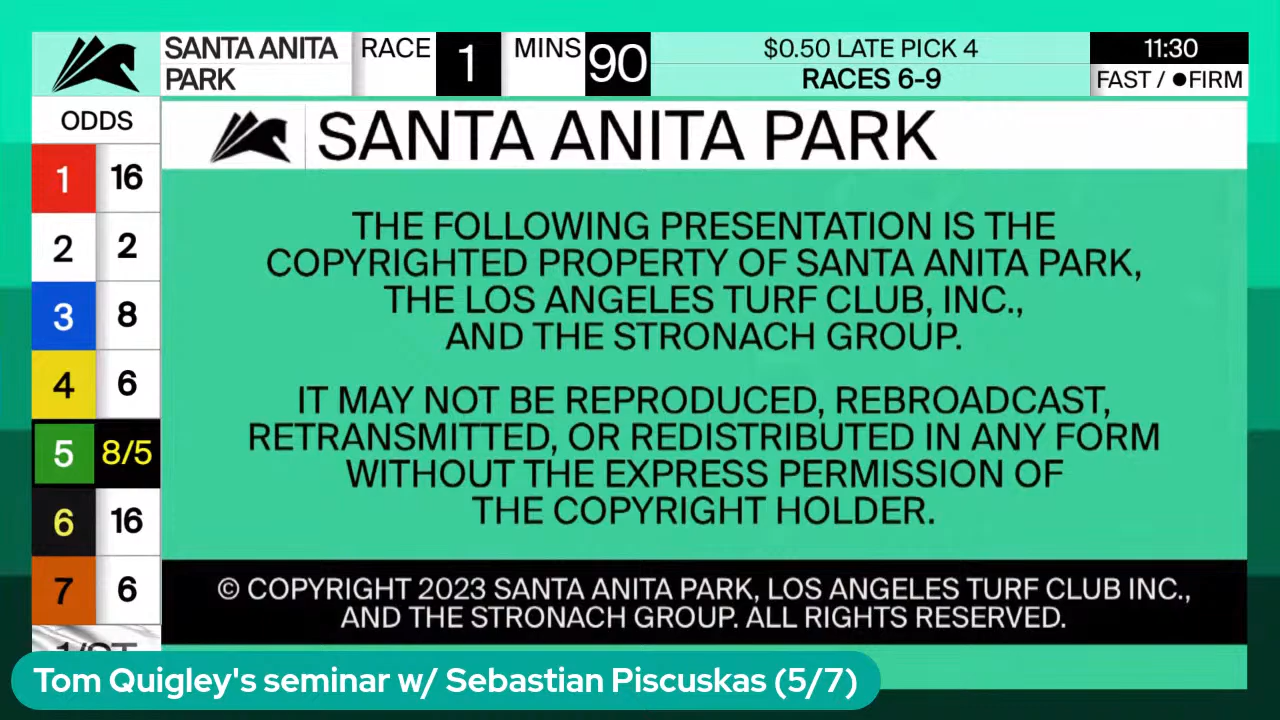 SANTA ANITA
PARK
RACE
1
MINS
90
$0.50 LATE PICK 4
RACES 6-9
11:30
FAST / ●FIRM
ODDS
1 16
2 2
3 8
4 6
5 8/5
6 16
7 6
SANTA ANITA PARK
THE FOLLOWING PRESENTATION IS THE
COPYRIGHTED PROPERTY OF SANTA ANITA PARK,
THE LOS ANGELES TURF CLUB, INC.,
AND THE STRONACH GROUP.
IT MAY NOT BE REPRODUCED, REBROADCAST,
RETRANSMITTED, OR REDISTRIBUTED IN ANY FORM
WITHOUT THE EXPRESS PERMISSION OF
THE COPYRIGHT HOLDER.
© COPYRIGHT 2023 SANTA ANITA PARK, LOS ANGELES TURF CLUB INC.,
AND THE STRONACH GROUP. ALL RIGHTS RESERVED.
Tom Quigley's seminar w/ Sebastian Piscuskas (5/7)